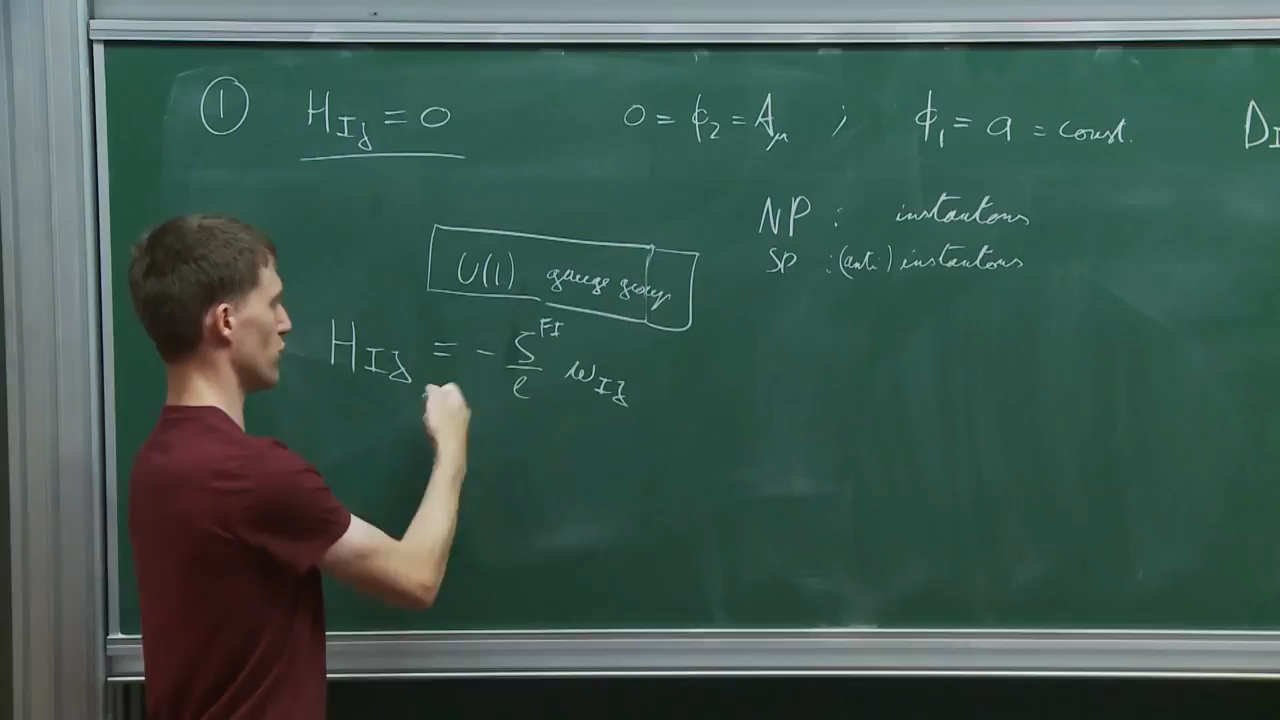 ① H_{IJ} = 0 0 = ϕ_2 = A_μ ; ϕ_1 = a = const. D_I
NP : instantons
SP : (anti) instantons
U(1) gauge group
H_{IJ} = - ζ^{FI}/ℓ w_{IJ}